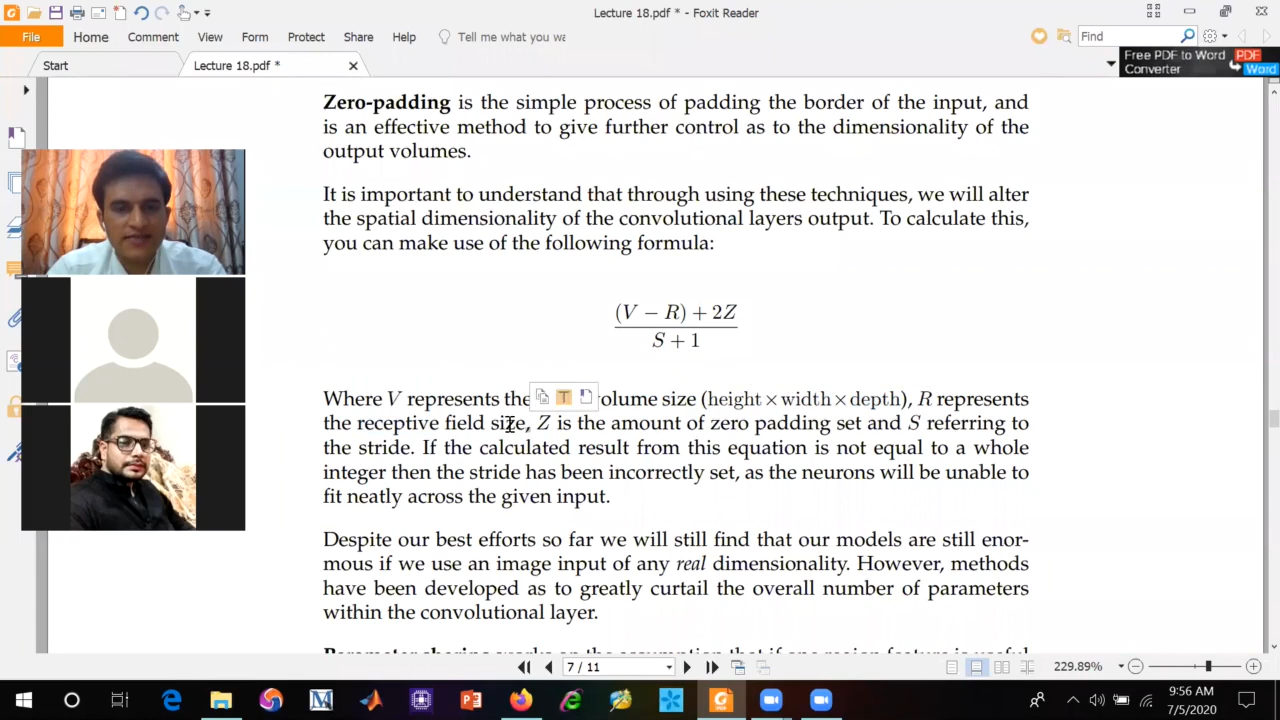 Lecture 18.pdf * - Foxit Reader
File Home Comment View Form Protect Share Help Tell me what you wa
Find
Start
Lecture 18.pdf *
Free PDF to Word PDF
Converter Word
Zero-padding is the simple process of padding the border of the input, and
is an effective method to give further control as to the dimensionality of the
output volumes.
It is important to understand that through using these techniques, we will alter
the spatial dimensionality of the convolutional layers output. To calculate this,
you can make use of the following formula:
(V − R) + 2Z
S + 1
Where V represents the olume size (height×width×depth), R represents
the receptive field size, Z is the amount of zero padding set and S referring to
the stride. If the calculated result from this equation is not equal to a whole
integer then the stride has been incorrectly set, as the neurons will be unable to
fit neatly across the given input.
Despite our best efforts so far we will still find that our models are still enor-
mous if we use an image input of any real dimensionality. However, methods
have been developed as to greatly curtail the overall number of parameters
within the convolutional layer.
7 / 11
229.89%
9:56 AM
7/5/2020